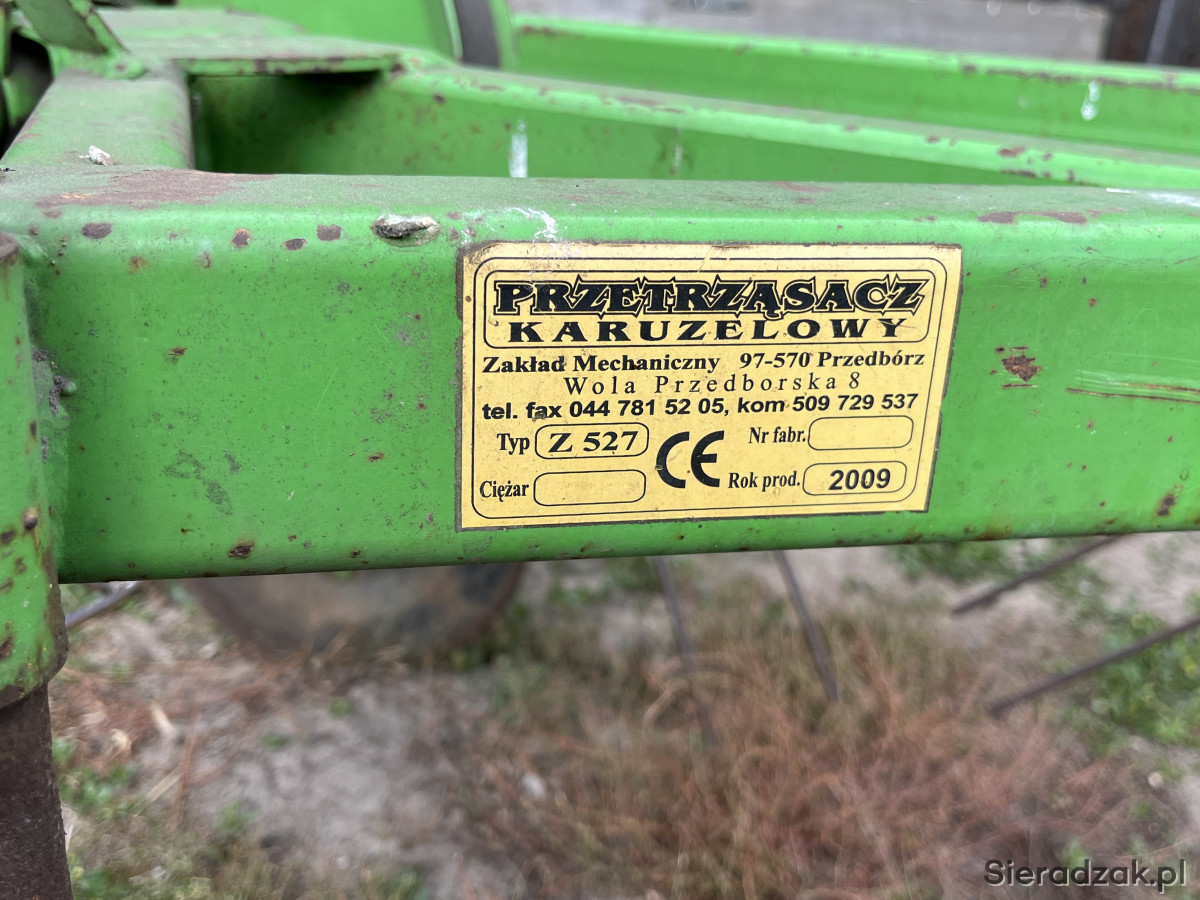 PRZETRZĄSACZ
KARUZELOWY
Zakład Mechaniczny 97-570 Przedbórz
Wola Przedborska 8
tel. fax 044 781 52 05, kom 509 729 537
Typ Z 527 CE Nr fabr.
Ciężar Rok prod. 2009
Sieradzak.pl